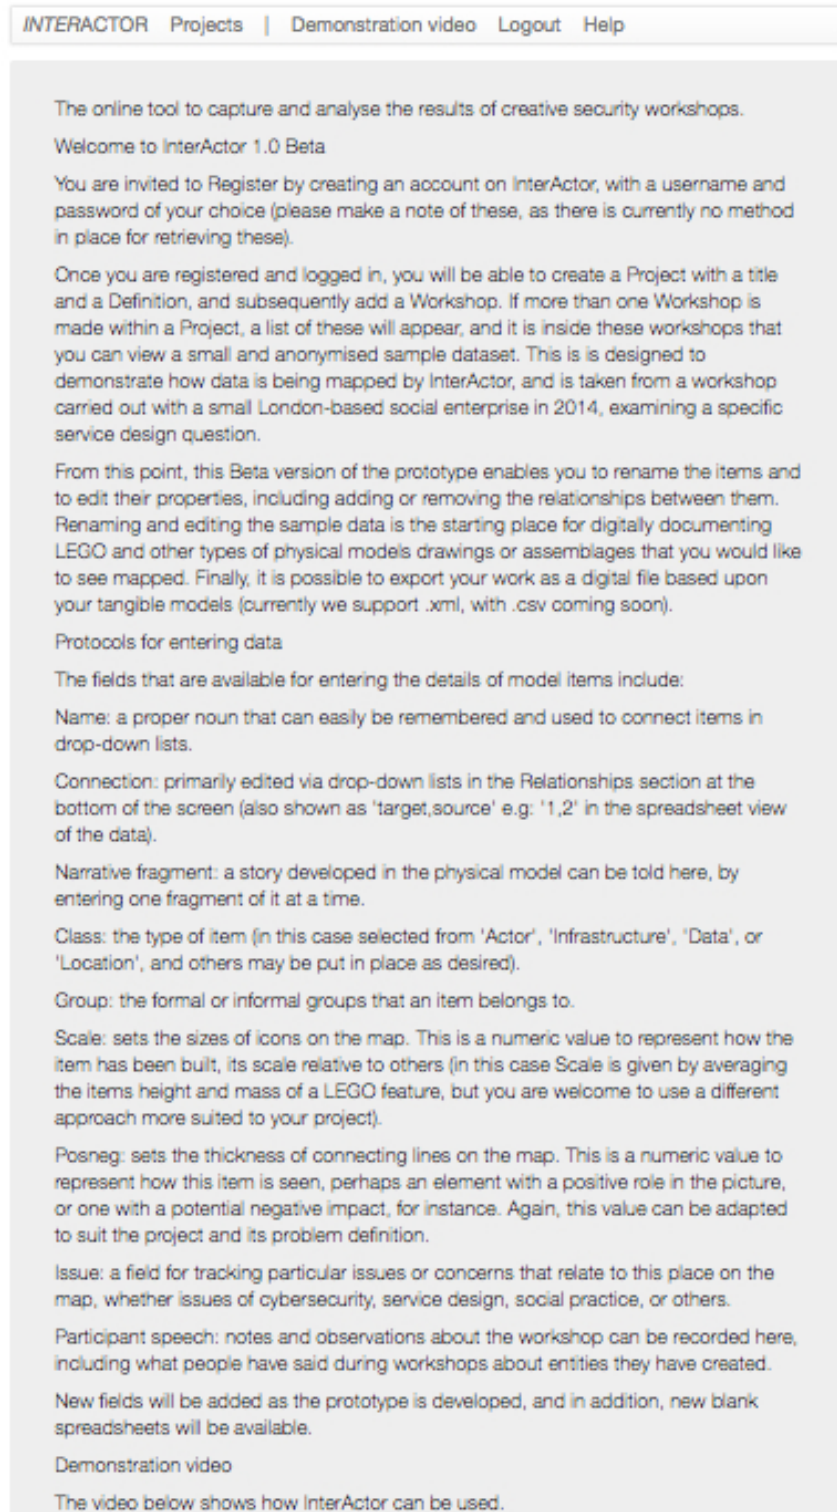 INTERACTOR Projects | Demonstration video Logout Help
The online tool to capture and analyse the results of creative security workshops.
Welcome to InterActor 1.0 Beta
You are invited to Register by creating an account on InterActor, with a username and
password of your choice (please make a note of these, as there is currently no method
in place for retrieving these).
Once you are registered and logged in, you will be able to create a Project with a title
and a Definition, and subsequently add a Workshop. If more than one Workshop is
made within a Project, a list of these will appear, and it is inside these workshops that
you can view a small and anonymised sample dataset. This is is designed to
demonstrate how data is being mapped by InterActor, and is taken from a workshop
carried out with a small London-based social enterprise in 2014, examining a specific
service design question.
From this point, this Beta version of the prototype enables you to rename the items and
to edit their properties, including adding or removing the relationships between them.
Renaming and editing the sample data is the starting place for digitally documenting
LEGO and other types of physical models drawings or assemblages that you would like
to see mapped. Finally, it is possible to export your work as a digital file based upon
your tangible models (currently we support .xml, with .csv coming soon).
Protocols for entering data
The fields that are available for entering the details of model items include:
Name: a proper noun that can easily be remembered and used to connect items in
drop-down lists.
Connection: primarily edited via drop-down lists in the Relationships section at the
bottom of the screen (also shown as 'target,source' e.g: '1,2' in the spreadsheet view
of the data).
Narrative fragment: a story developed in the physical model can be told here, by
entering one fragment of it at a time.
Class: the type of item (in this case selected from 'Actor', 'Infrastructure', 'Data', or
'Location', and others may be put in place as desired).
Group: the formal or informal groups that an item belongs to.
Scale: sets the sizes of icons on the map. This is a numeric value to represent how the
item has been built, its scale relative to others (in this case Scale is given by averaging
the items height and mass of a LEGO feature, but you are welcome to use a different
approach more suited to your project).
Posneg: sets the thickness of connecting lines on the map. This is a numeric value to
represent how this item is seen, perhaps an element with a positive role in the picture,
or one with a potential negative impact, for instance. Again, this value can be adapted
to suit the project and its problem definition.
Issue: a field for tracking particular issues or concerns that relate to this place on the
map, whether issues of cybersecurity, service design, social practice, or others.
Participant speech: notes and observations about the workshop can be recorded here,
including what people have said during workshops about entities they have created.
New fields will be added as the prototype is developed, and in addition, new blank
spreadsheets will be available.
Demonstration video
The video below shows how InterActor can be used.